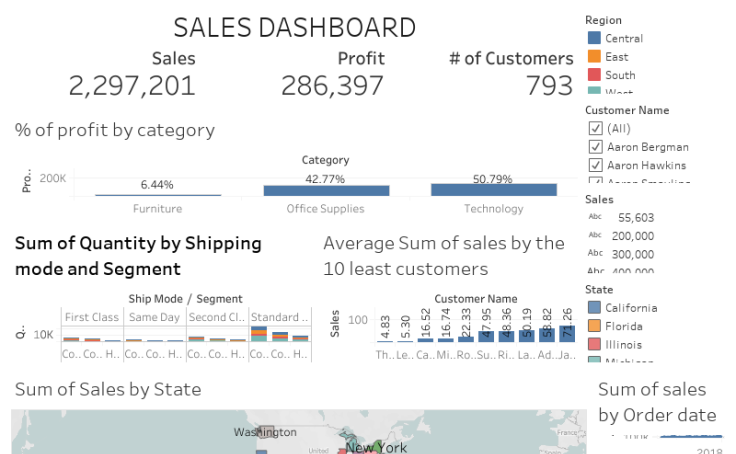 SALES DASHBOARD
Sales
2,297,201
Profit
286,397
# of Customers
793
% of profit by category
Category
Pro..
200K
6.44%
42.77%
50.79%
Furniture
Office Supplies
Technology
Sum of Quantity by Shipping
mode and Segment
Ship Mode / Segment
First Class
Same Day
Second Cl..
Standard ..
Q..
10K
Co.. Co.. H..
Co.. Co.. H..
Co.. Co.. H..
Co.. Co.. H..
Average Sum of sales by the
10 least customers
Customer Name
Sales
100
4.83
5.30
16.52
16.74
22.33
47.95
48.36
50.19
58.82
71.26
Th.. Le.. Ca.. Mi.. Ro.. Su.. Ri.. La.. Ad.. Ja..
Sum of Sales by State
Washington
United
New York
France
Region
Central
East
South
West
Customer Name
(All)
Aaron Bergman
Aaron Hawkins
Aaron Smayling
Sales
Abc 55,603
Abc 200,000
Abc 300,000
Abc 400,000
State
California
Florida
Illinois
Michigan
Sum of sales
by Order date
100K
2018